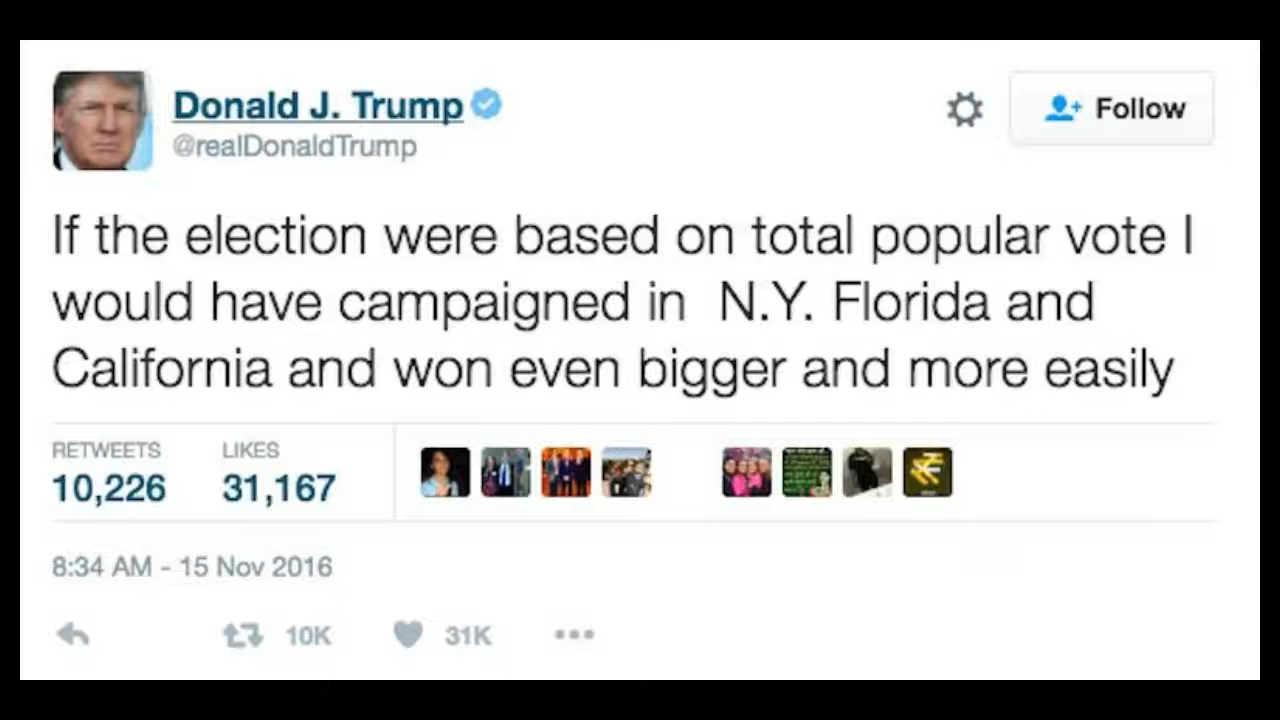 Donald J. Trump
@realDonaldTrump
Follow
If the election were based on total popular vote I
would have campaigned in N.Y. Florida and
California and won even bigger and more easily
RETWEETS LIKES
10,226 31,167
8:34 AM - 15 Nov 2016
10K 31K